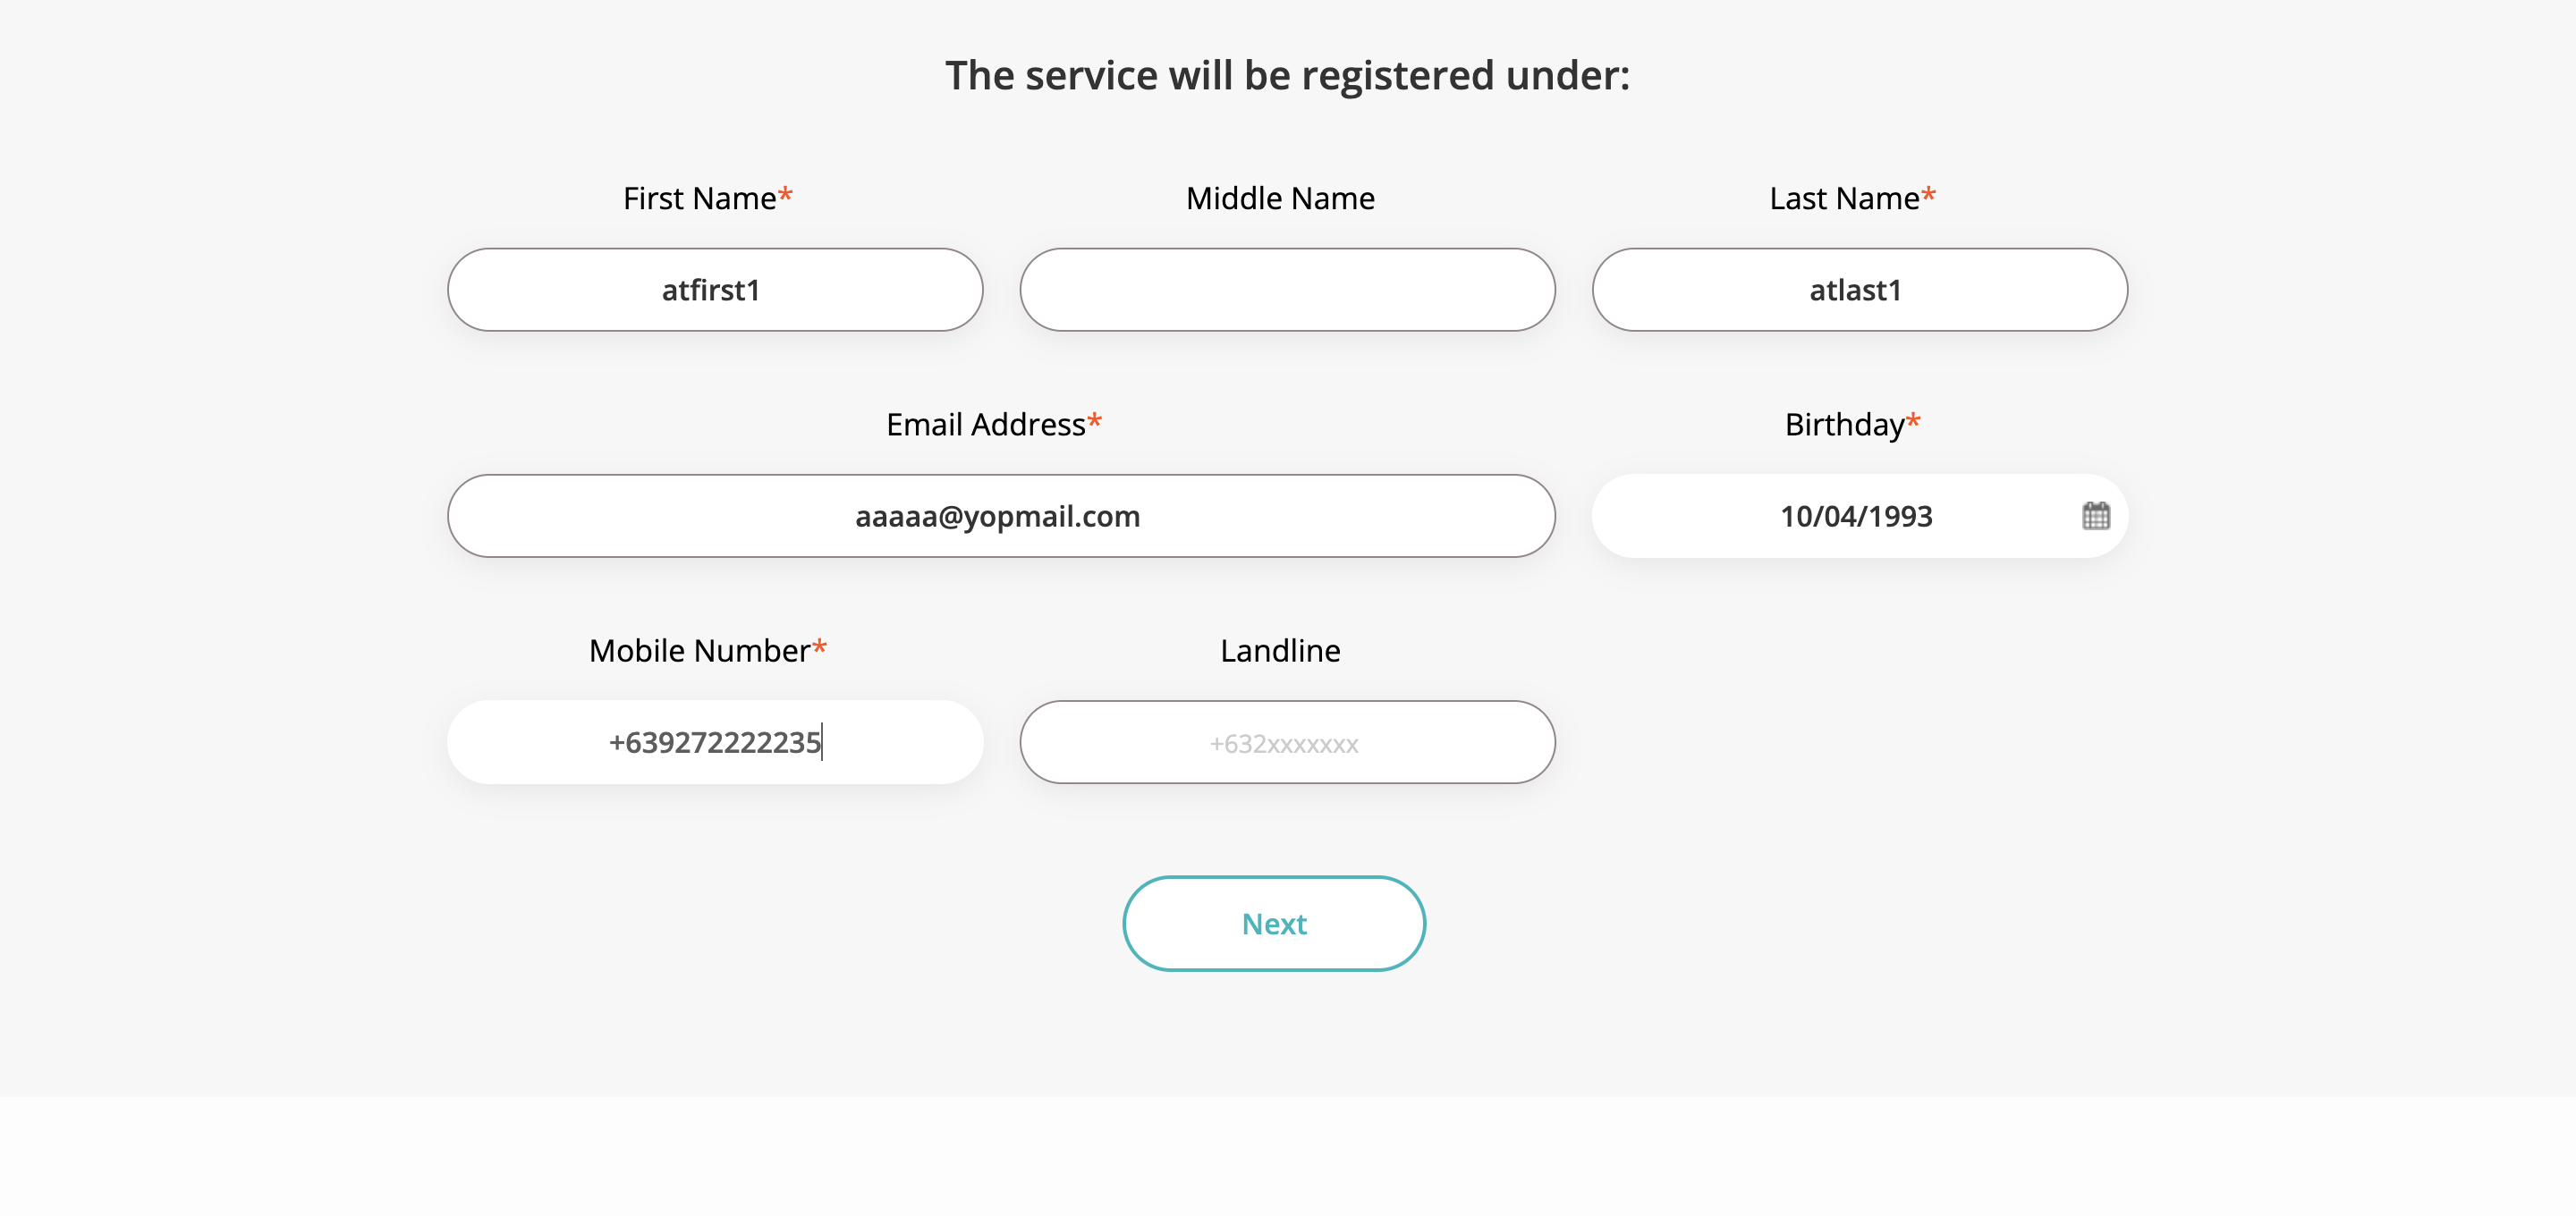 The service will be registered under:
First Name* Middle Name Last Name*
atfirst1 atlast1
Email Address* Birthday*
aaaaa@yopmail.com 10/04/1993
Mobile Number* Landline
+639272222235 +632xxxxxxx
Next